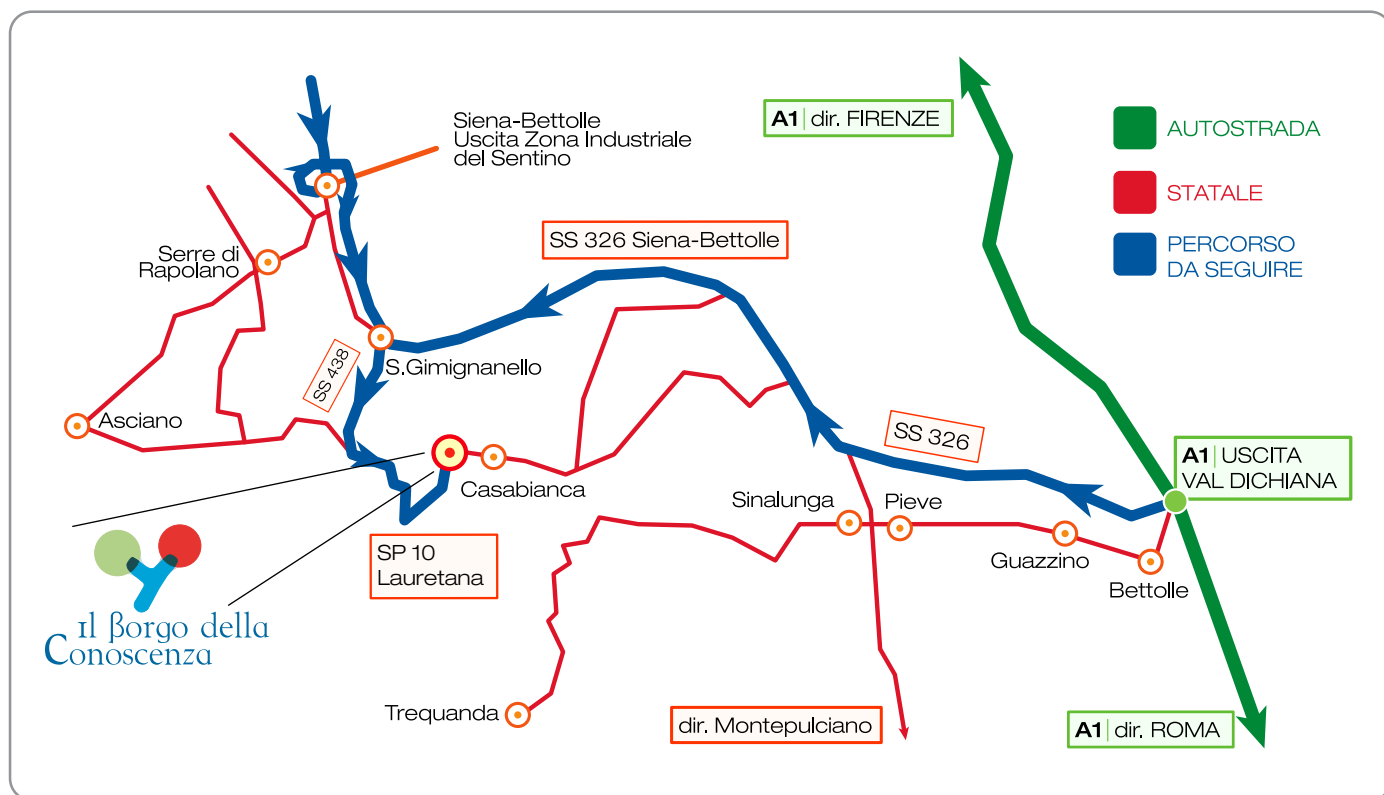 A1 | dir. FIRENZE
AUTOSTRADA
STATALE
PERCORSO
DA SEGUIRE
Siena-Bettolle
Uscita Zona Industriale
del Sentino
Serre di
Rapolano
SS 326 Siena-Bettolle
SS 438
S.Gimignanello
Asciano
Casabianca
SS 326
A1 | USCITA
VAL DICHIANA
Sinalunga
Pieve
Guazzino
Bettolle
SP 10
Lauretana
Il Borgo della
Conoscenza
Trequanda
dir. Montepulciano
A1 | dir. ROMA